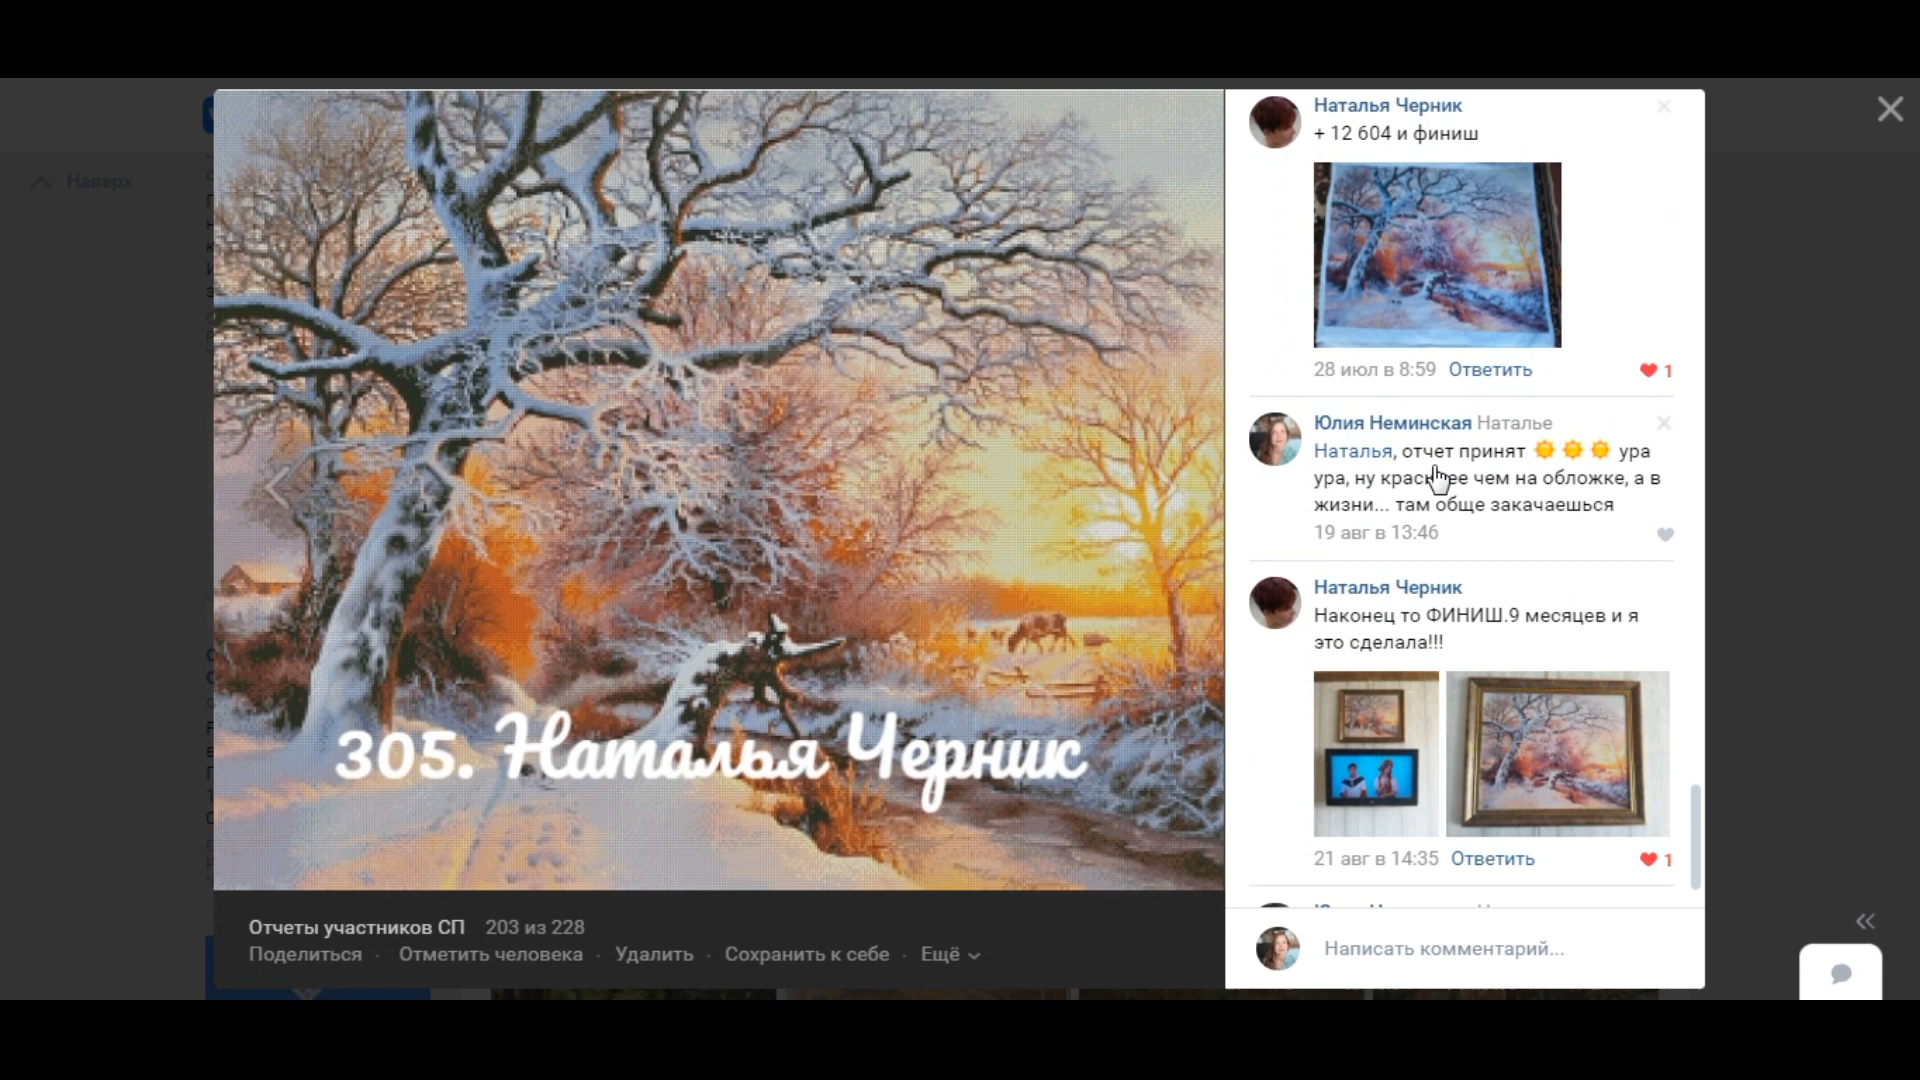 Наверх
305. Наталья Черник
Отчеты участников СП 203 из 228
Поделиться · Отметить человека · Удалить · Сохранить к себе · Ещё
Наталья Черник
+ 12 604 и финиш
28 июл в 8:59 Ответить
1
Юлия Неминская Наталье
Наталья, отчет принят ☀️☀️☀️ ура
ура, ну чем на обложке, а в
жизни... там обще закачаешься
19 авг в 13:46
Наталья Черник
Наконец то ФИНИШ.9 месяцев и я
это сделала!!!
21 авг в 14:35 Ответить
1
Написать комментарий...